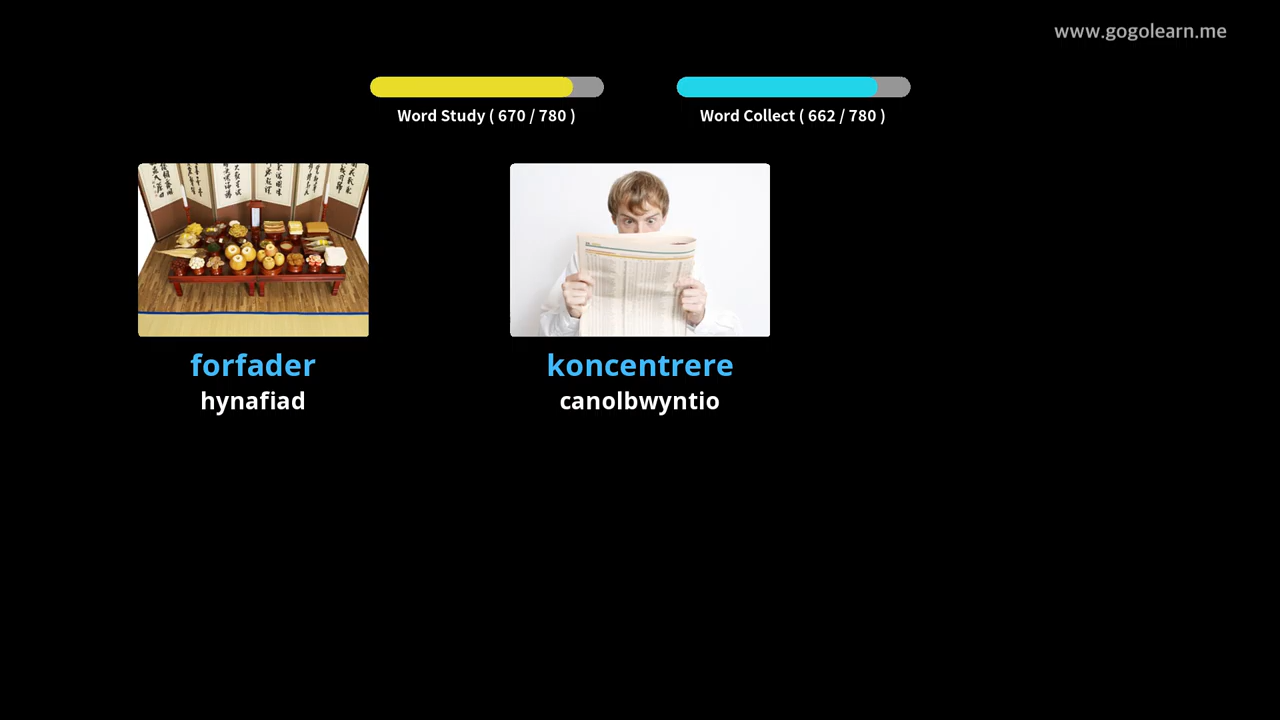 www.gogolearn.me
Word Study ( 670 / 780 )
Word Collect ( 662 / 780 )
forfader
hynafiad
koncentrere
canolbwyntio